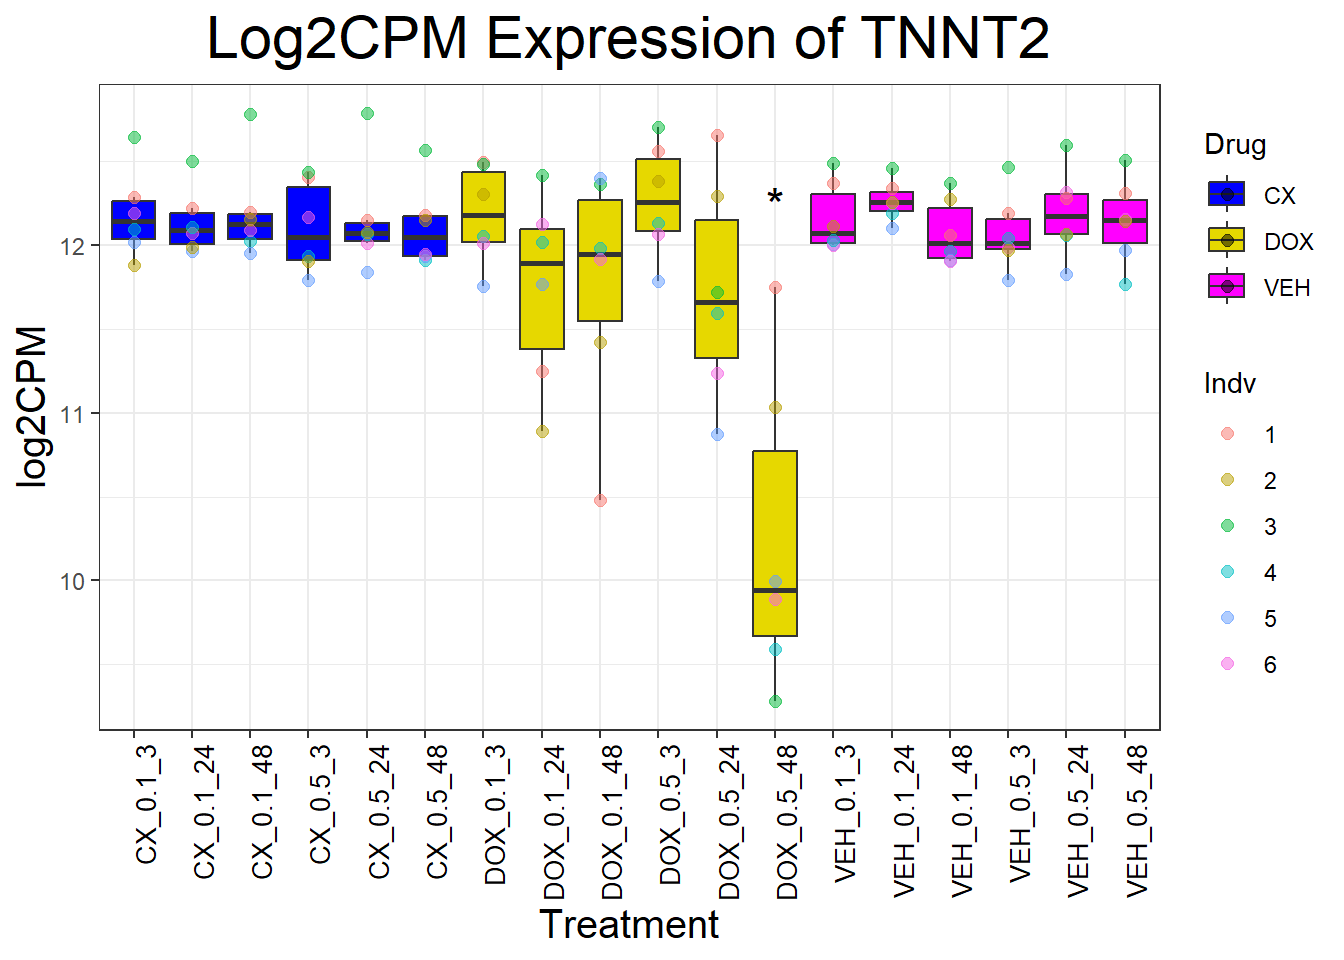 Log2CPM Expression of TNNT2
log2CPM
12
11
10
*
CX_0.1_3
CX_0.1_24
CX_0.1_48
CX_0.5_3
CX_0.5_24
CX_0.5_48
DOX_0.1_3
DOX_0.1_24
DOX_0.1_48
DOX_0.5_3
DOX_0.5_24
DOX_0.5_48
VEH_0.1_3
VEH_0.1_24
VEH_0.1_48
VEH_0.5_3
VEH_0.5_24
VEH_0.5_48
Treatment
Drug
CX
DOX
VEH
Indv
1
2
3
4
5
6